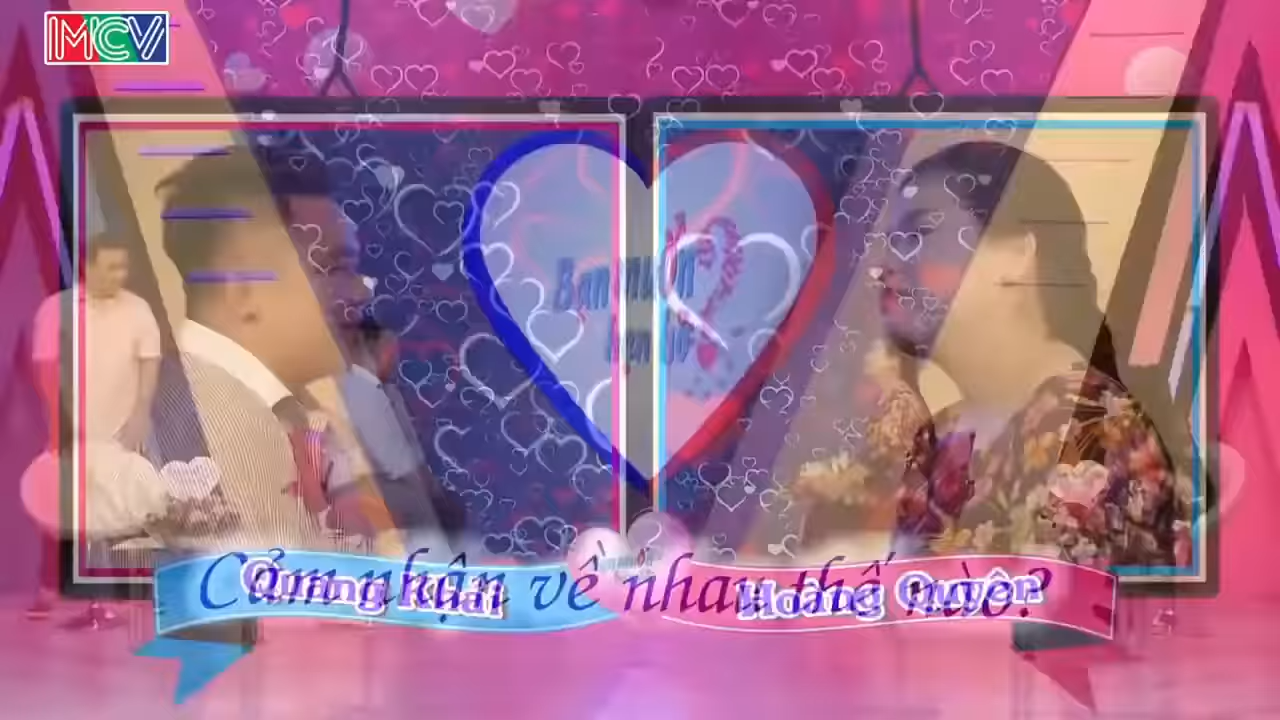 MCV
Bạn muốn
hẹn hò
Cảm nhận về nhau thế nào?
Quang Khải
Hoàng Quyên